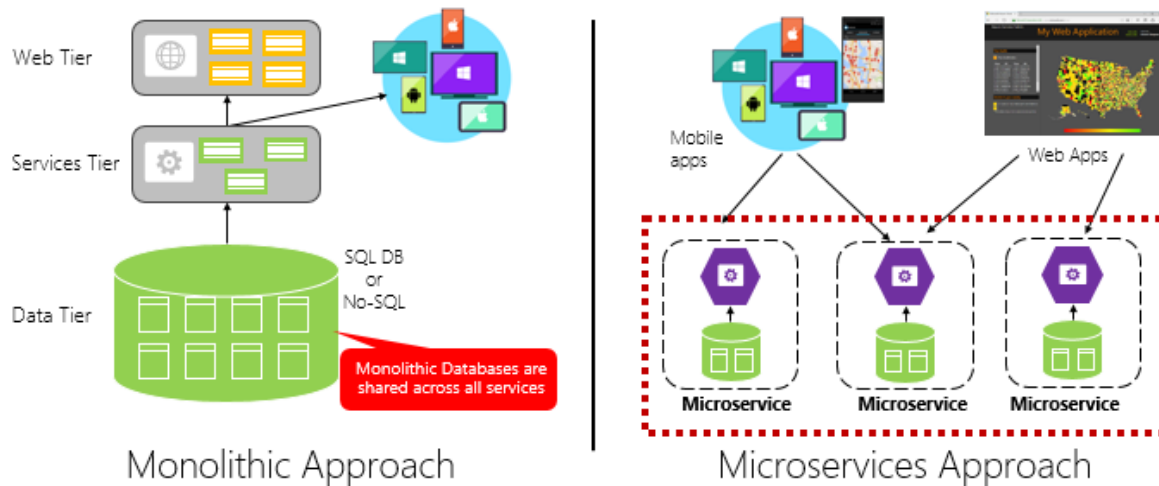 Web Tier
Services Tier
Data Tier
SQL DB
or
No-SQL
Monolithic Databases are
shared across all services
Monolithic Approach
My Web Application
Mobile
apps
Web Apps
Microservice
Microservice
Microservice
Microservices Approach